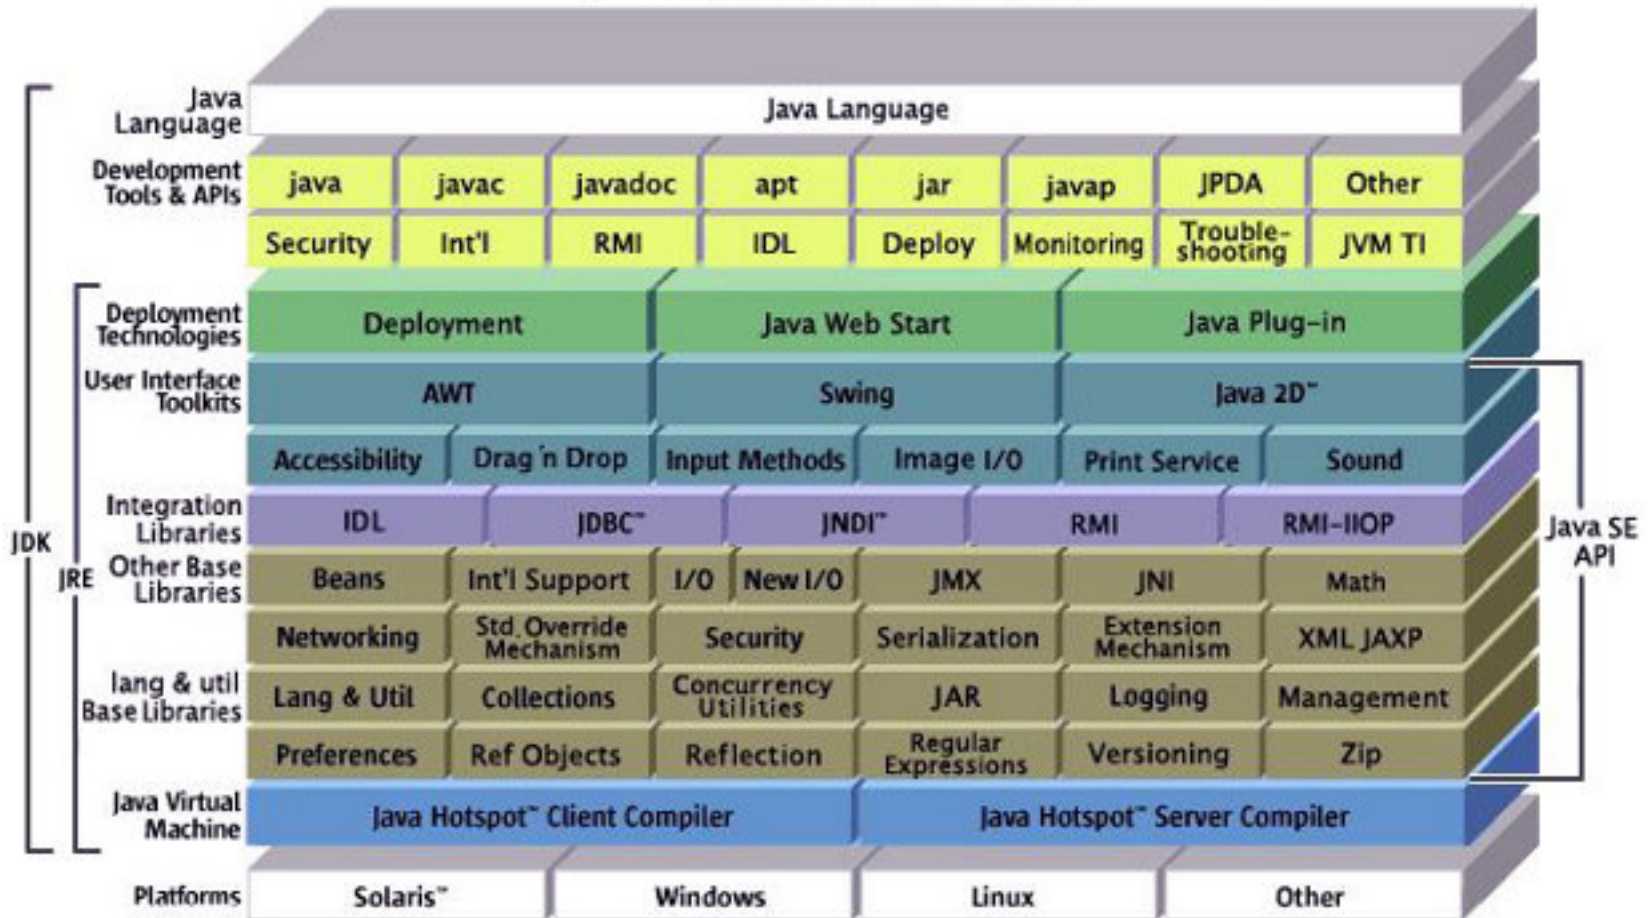 Java
Language
Java Language
Development
Tools & APIs
java javac javadoc apt jar javap JPDA Other
Security Int'l RMI IDL Deploy Monitoring Trouble-
shooting JVM TI
Deployment
Technologies
Deployment Java Web Start Java Plug-in
User Interface
Toolkits
AWT Swing Java 2D™
Accessibility Drag 'n Drop Input Methods Image I/O Print Service Sound
Integration
Libraries
IDL JDBC™ JNDI™ RMI RMI-IIOP
JDK
JRE
Java SE
API
Other Base
Libraries
Beans Int'l Support I/O New I/O JMX JNI Math
Networking Std. Override
Mechanism Security Serialization Extension
Mechanism XML JAXP
lang & util
Base Libraries
Lang & Util Collections Concurrency
Utilities JAR Logging Management
Preferences Ref Objects Reflection Regular
Expressions Versioning Zip
Java Virtual
Machine
Java Hotspot™ Client Compiler Java Hotspot™ Server Compiler
Platforms
Solaris™ Windows Linux Other